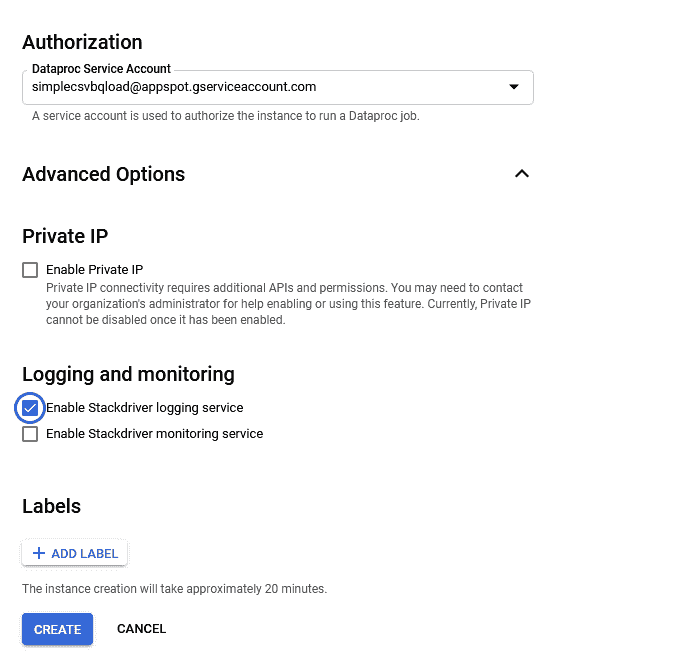 Authorization
Dataproc Service Account
simplecsvbqload@appspot.gserviceaccount.com
A service account is used to authorize the instance to run a Dataproc job.
Advanced Options
Private IP
Enable Private IP
Private IP connectivity requires additional APIs and permissions. You may need to contact
your organization's administrator for help enabling or using this feature. Currently, Private IP
cannot be disabled once it has been enabled.
Logging and monitoring
Enable Stackdriver logging service
Enable Stackdriver monitoring service
Labels
+ ADD LABEL
The instance creation will take approximately 20 minutes.
CREATE CANCEL